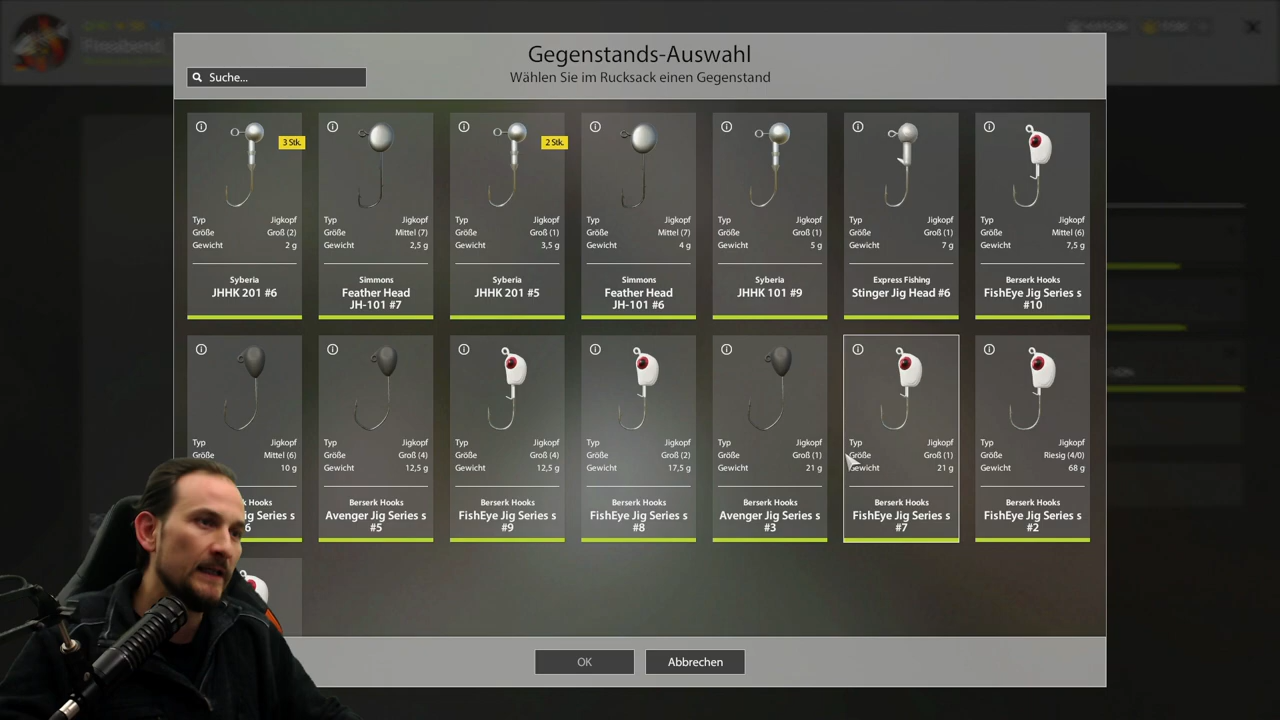 Gegenstands-Auswahl
Suche...
Wählen Sie im Rucksack einen Gegenstand
3 Stk.
Typ Jigkopf
Größe Groß (2)
Gewicht 2 g
Syberia
JHHK 201 #6
Typ Jigkopf
Größe Mittel (7)
Gewicht 2,5 g
Simmons
Feather Head
JH-101 #7
2 Stk.
Typ Jigkopf
Größe Groß (1)
Gewicht 3,5 g
Syberia
JHHK 201 #5
Typ Jigkopf
Größe Mittel (7)
Gewicht 4 g
Simmons
Feather Head
JH-101 #6
Typ Jigkopf
Größe Groß (1)
Gewicht 5 g
Syberia
JHHK 101 #9
Typ Jigkopf
Größe Groß (1)
Gewicht 7 g
Express Fishing
Stinger Jig Head #6
Typ Jigkopf
Größe Mittel (6)
Gewicht 7,5 g
Berserk Hooks
FishEye Jig Series s
#10
Typ Jigkopf
Größe Mittel (6)
10 g
Hooks
Jig Series s
Typ Jigkopf
Größe Groß (4)
Gewicht 12,5 g
Berserk Hooks
Avenger Jig Series s
#5
Typ Jigkopf
Größe Groß (4)
Gewicht 12,5 g
Berserk Hooks
FishEye Jig Series s
#9
Typ Jigkopf
Größe Groß (2)
Gewicht 17,5 g
Berserk Hooks
FishEye Jig Series s
#8
Typ Jigkopf
Größe Groß (1)
Gewicht 21 g
Berserk Hooks
Avenger Jig Series s
#3
Typ Jigkopf
Größe Groß (1)
Gewicht 21 g
Berserk Hooks
FishEye Jig Series s
#7
Typ Jigkopf
Größe Riesig (4/0)
Gewicht 68 g
Berserk Hooks
FishEye Jig Series s
#2
OK
Abbrechen